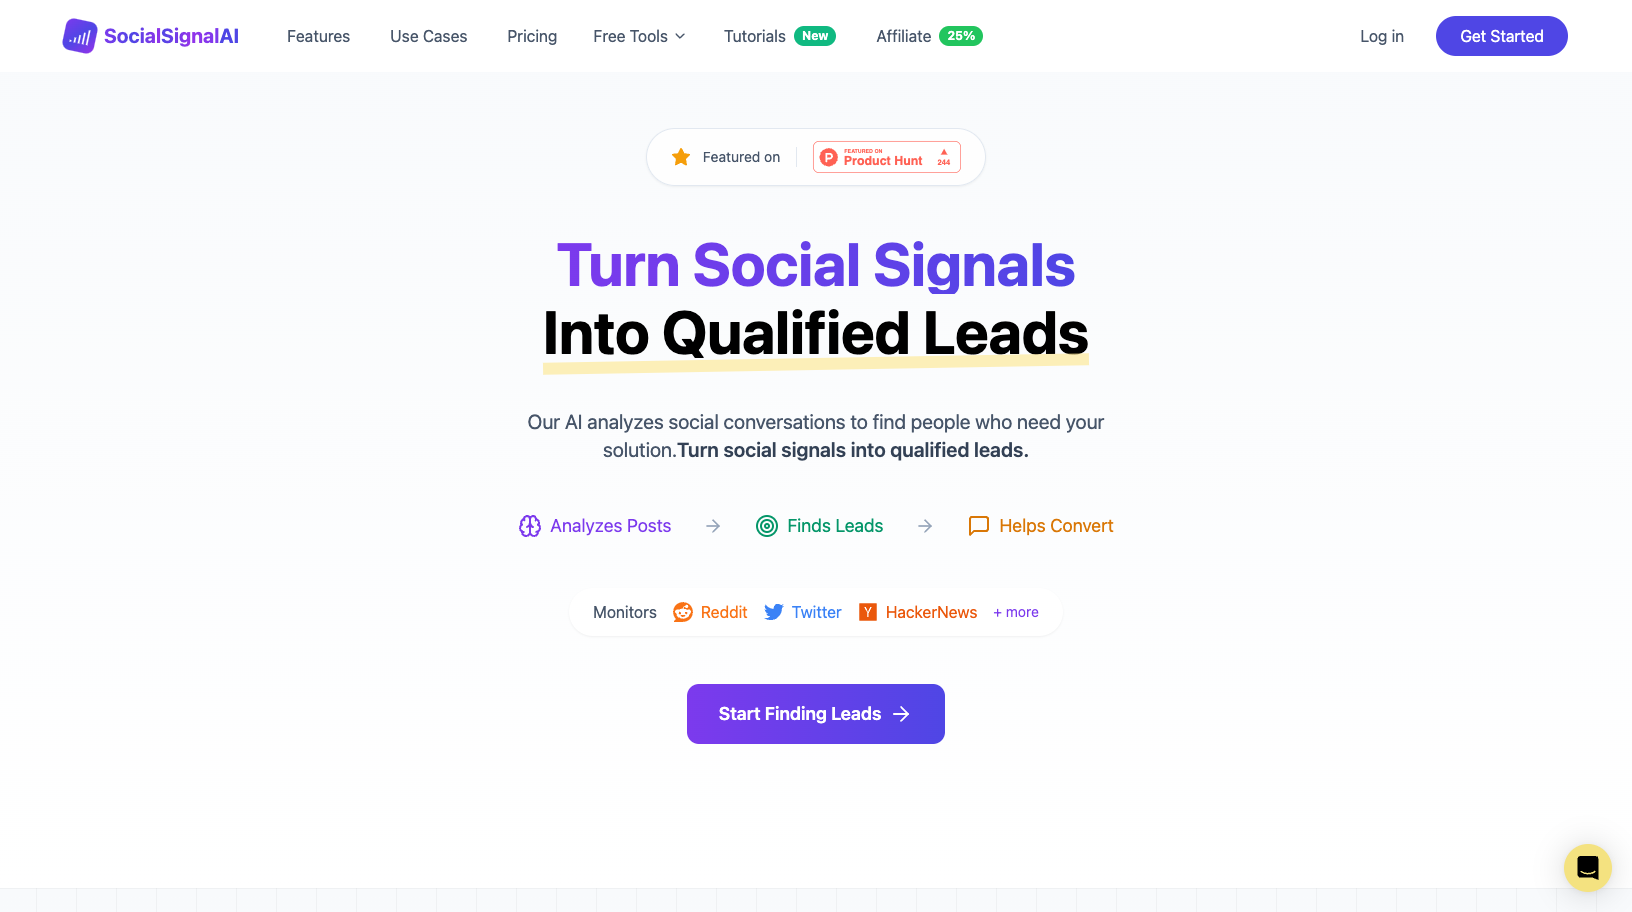 SocialSignalAI
Features
Use Cases
Pricing
Free Tools
Tutorials New
Affiliate 25%
Log in
Get Started
Featured on
FEATURED ON
Product Hunt
244
Turn Social Signals
Into Qualified Leads
Our AI analyzes social conversations to find people who need your
solution.Turn social signals into qualified leads.
Analyzes Posts
Finds Leads
Helps Convert
Monitors Reddit Twitter HackerNews + more
Start Finding Leads